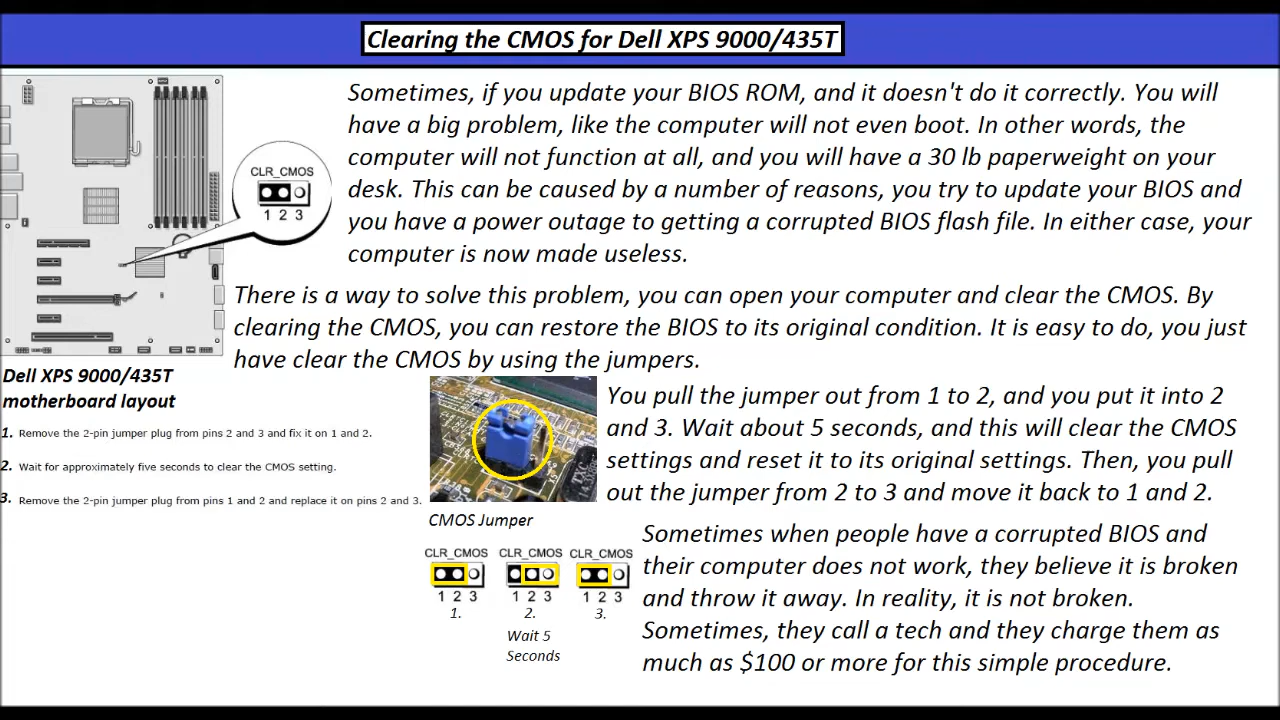 Clearing the CMOS for Dell XPS 9000/435T
Sometimes, if you update your BIOS ROM, and it doesn't do it correctly. You will
have a big problem, like the computer will not even boot. In other words, the
computer will not function at all, and you will have a 30 lb paperweight on your
desk. This can be caused by a number of reasons, you try to update your BIOS and
you have a power outage to getting a corrupted BIOS flash file. In either case, your
computer is now made useless.
CLR_CMOS
1 2 3
There is a way to solve this problem, you can open your computer and clear the CMOS. By
clearing the CMOS, you can restore the BIOS to its original condition. It is easy to do, you just
have clear the CMOS by using the jumpers.
Dell XPS 9000/435T
motherboard layout
1. Remove the 2-pin jumper plug from pins 2 and 3 and fix it on 1 and 2.
2. Wait for approximately five seconds to clear the CMOS setting.
3. Remove the 2-pin jumper plug from pins 1 and 2 and replace it on pins 2 and 3.
TXC
CMOS Jumper
You pull the jumper out from 1 to 2, and you put it into 2
and 3. Wait about 5 seconds, and this will clear the CMOS
settings and reset it to its original settings. Then, you pull
out the jumper from 2 to 3 and move it back to 1 and 2.
CLR_CMOS CLR_CMOS CLR_CMOS
1 2 3 1 2 3 1 2 3
1. 2. 3.
Wait 5
Seconds
Sometimes when people have a corrupted BIOS and
their computer does not work, they believe it is broken
and throw it away. In reality, it is not broken.
Sometimes, they call a tech and they charge them as
much as $100 or more for this simple procedure.